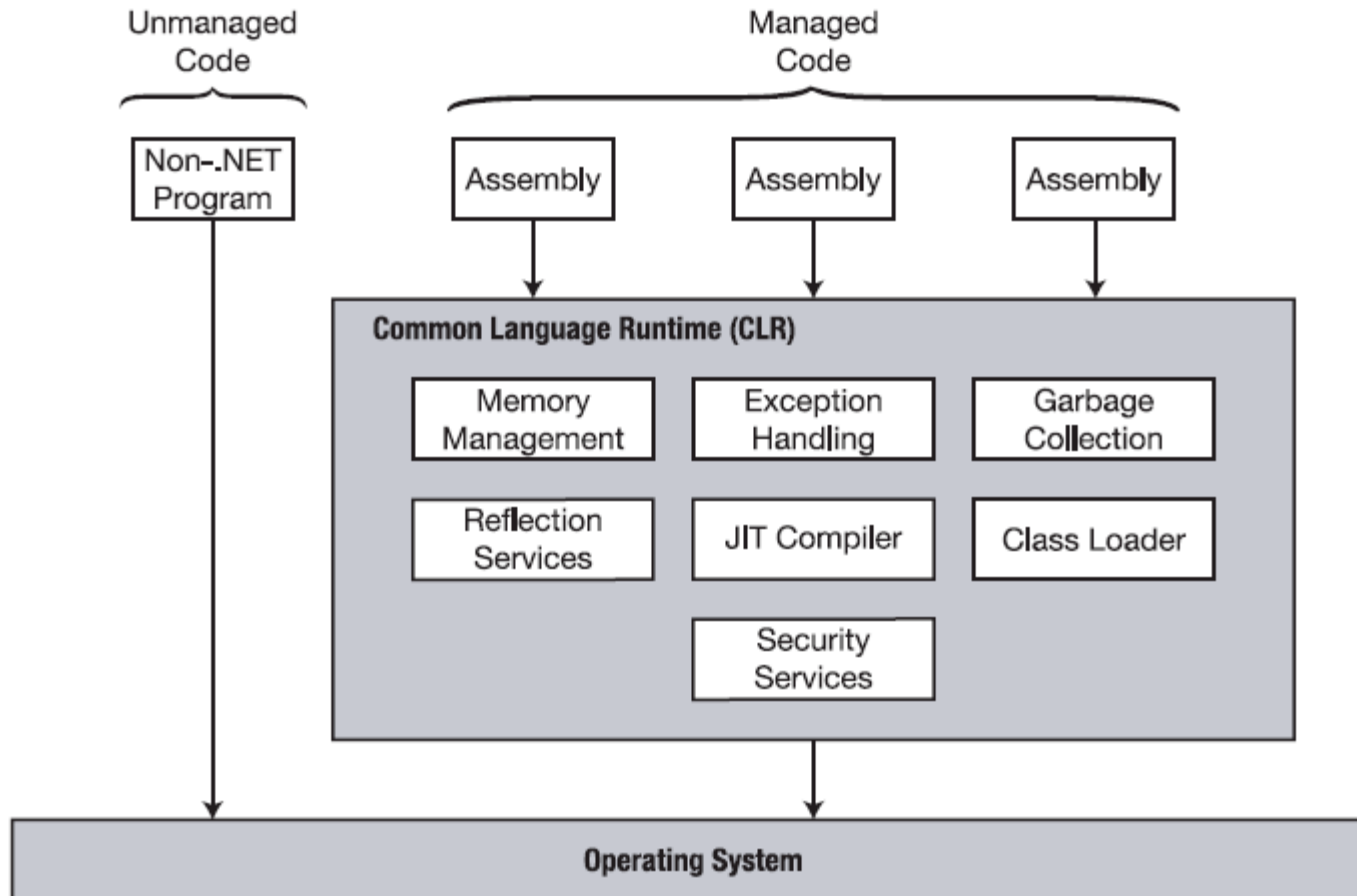 Unmanaged
Code
Managed
Code
Non-.NET
Program
Assembly
Assembly
Assembly
Common Language Runtime (CLR)
Memory
Management
Exception
Handling
Garbage
Collection
Reflection
Services
JIT Compiler
Class Loader
Security
Services
Operating System